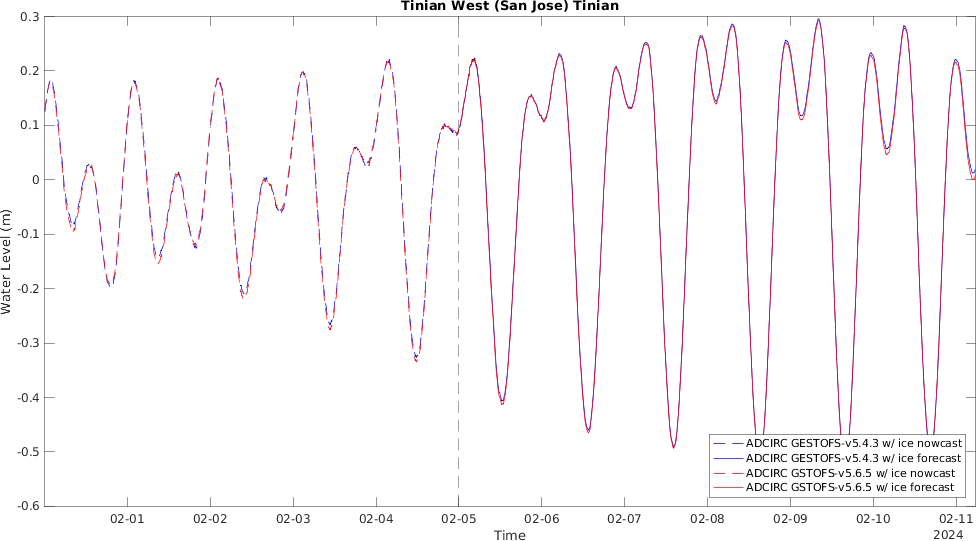 Tinian West (San Jose) Tinian
0.3
0.2
0.1
0
-0.1
-0.2
-0.3
-0.4
-0.5
-0.6
Water Level (m)
ADCIRC GESTOFS-v5.4.3 w/ ice nowcast
ADCIRC GESTOFS-v5.4.3 w/ ice forecast
ADCIRC GSTOFS-v5.6.5 w/ ice nowcast
ADCIRC GSTOFS-v5.6.5 w/ ice forecast
02-01 02-02 02-03 02-04 02-05 02-06 02-07 02-08 02-09 02-10 02-11
Time 2024